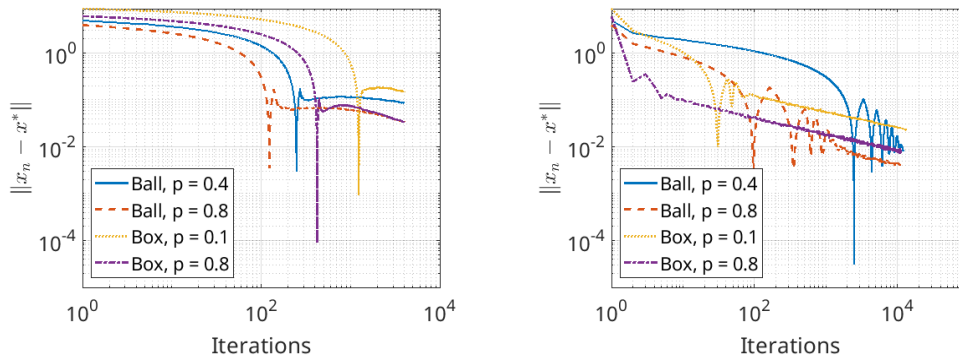 10^0
10^-2
10^-4
‖x_n − x*‖
Ball, p = 0.4
Ball, p = 0.8
Box, p = 0.1
Box, p = 0.8
10^0 10^2 10^4
Iterations
10^0
10^-2
10^-4
‖x_n − x*‖
Ball, p = 0.4
Ball, p = 0.8
Box, p = 0.1
Box, p = 0.8
10^0 10^2 10^4
Iterations